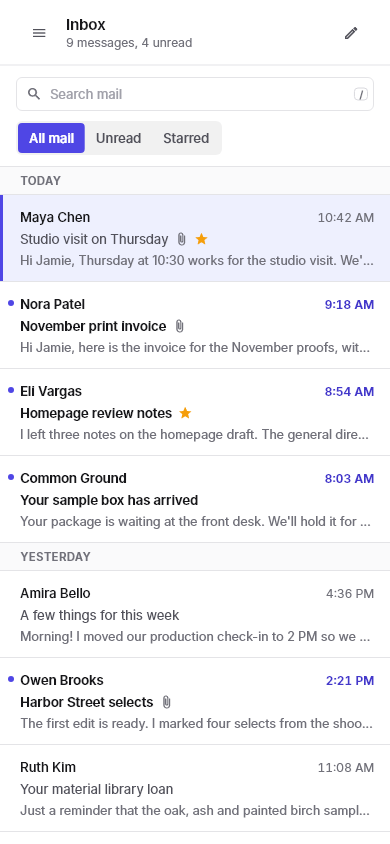 Inbox
9 messages, 4 unread
Search mail /
All mail Unread Starred
TODAY
Maya Chen 10:42 AM
Studio visit on Thursday
Hi Jamie, Thursday at 10:30 works for the studio visit. We'...
Nora Patel 9:18 AM
November print invoice
Hi Jamie, here is the invoice for the November proofs, wit...
Eli Vargas 8:54 AM
Homepage review notes
I left three notes on the homepage draft. The general dire...
Common Ground 8:03 AM
Your sample box has arrived
Your package is waiting at the front desk. We'll hold it for ...
YESTERDAY
Amira Bello 4:36 PM
A few things for this week
Morning! I moved our production check-in to 2 PM so we ...
Owen Brooks 2:21 PM
Harbor Street selects
The first edit is ready. I marked four selects from the shoo...
Ruth Kim 11:08 AM
Your material library loan
Just a reminder that the oak, ash and painted birch sampl...